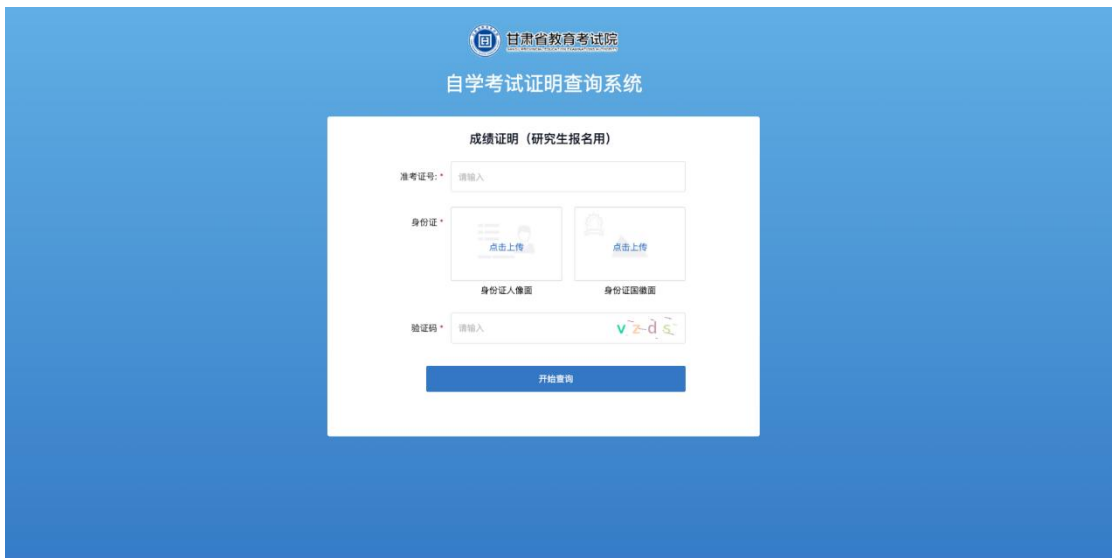 甘肃省教育考试院
自学考试证明查询系统
成绩证明（研究生报名用）
准考证号: * 请输入
身份证 *
点击上传 点击上传
身份证人像面 身份证国徽面
验证码 * 请输入 vzds
开始查询